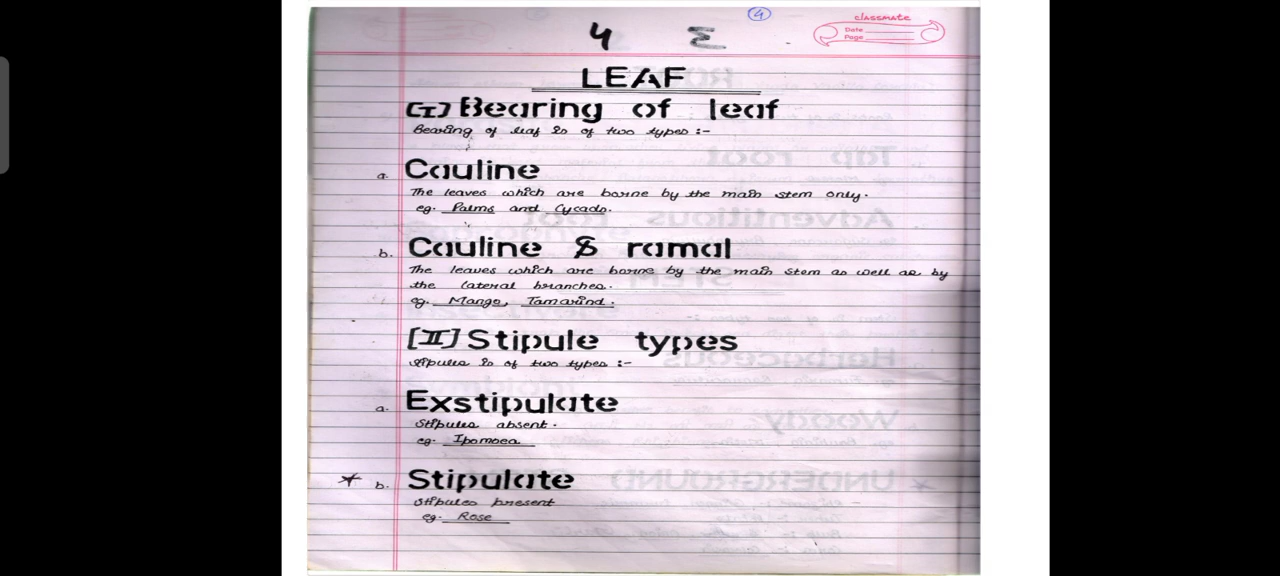 4
classmate
Date
Page
4 Σ
LEAF
[I] Bearing of leaf
Bearing of leaf is of two types :-
a. Cauline
The leaves which are borne by the main stem only.
eg. Palms and Cycads.
b. Cauline & ramal
The leaves which are borne by the main stem as well as by
the lateral branches.
eg. Mango, Tamarind.
[II] Stipule types
Stipules is of two types :-
a. Exstipulate
Stipules absent.
eg. Ipomoea
b. Stipulate
Stipules present
eg. Rose